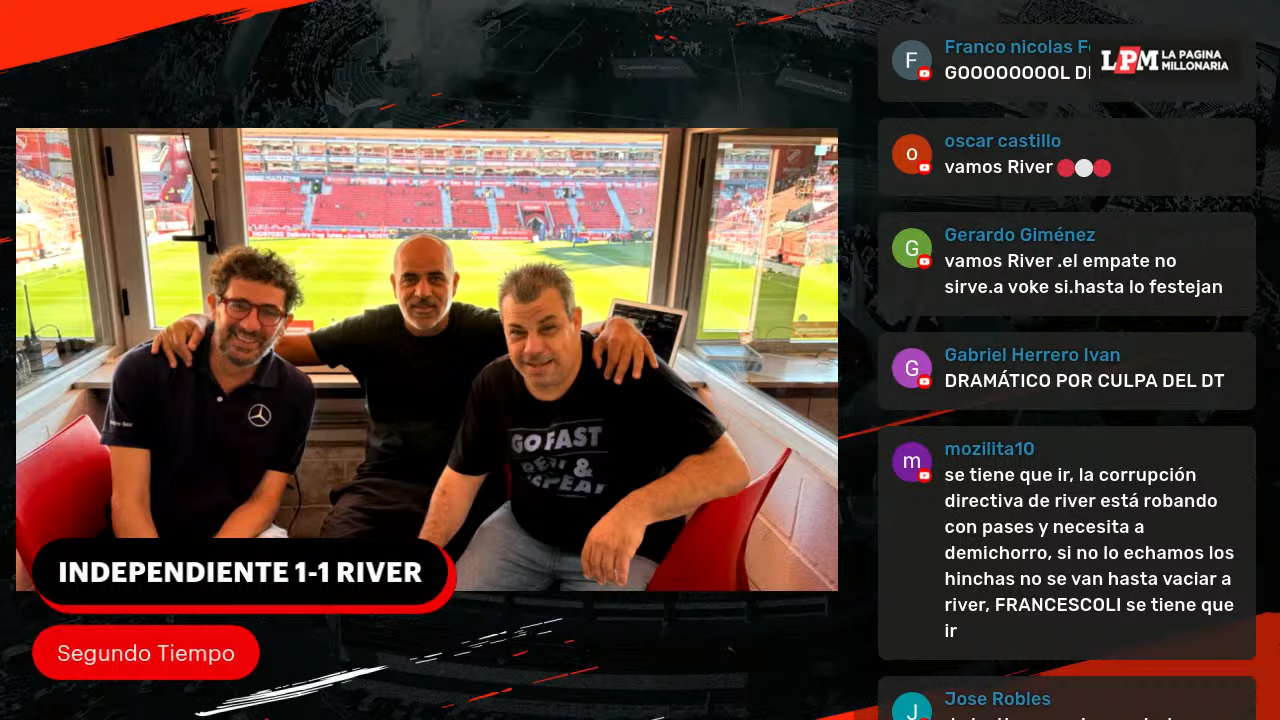 Franco nicolas
GOOOOOOOOL
LPM LA PAGINA
MILLONARIA
F
o
oscar castillo
vamos River
G
Gerardo Giménez
vamos River .el empate no
sirve.a voke si.hasta lo festejan
G
Gabriel Herrero Ivan
DRAMÁTICO POR CULPA DEL DT
m
mozilita10
se tiene que ir, la corrupción
directiva de river está robando
con pases y necesita a
demichorro, si no lo echamos los
hinchas no se van hasta vaciar a
river, FRANCESCOLI se tiene que
ir
J
Jose Robles
GO FAST
&
INDEPENDIENTE 1-1 RIVER
Segundo Tiempo